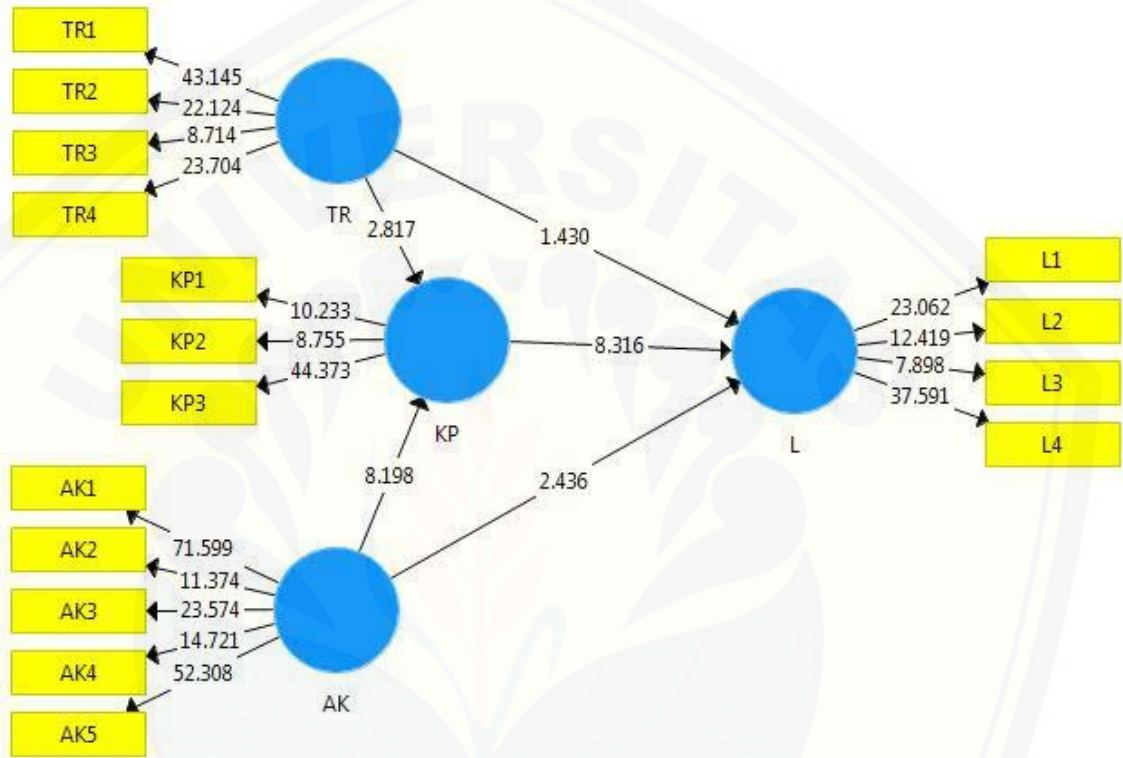 TR1
TR2
TR3
TR4
43.145
22.124
8.714
23.704
TR
2.817
1.430
KP1
KP2
KP3
10.233
8.755
44.373
KP
8.316
L
23.062
12.419
7.898
37.591
L1
L2
L3
L4
8.198
2.436
AK1
AK2
AK3
AK4
AK5
71.599
11.374
23.574
14.721
52.308
AK
UNIVERSITAS